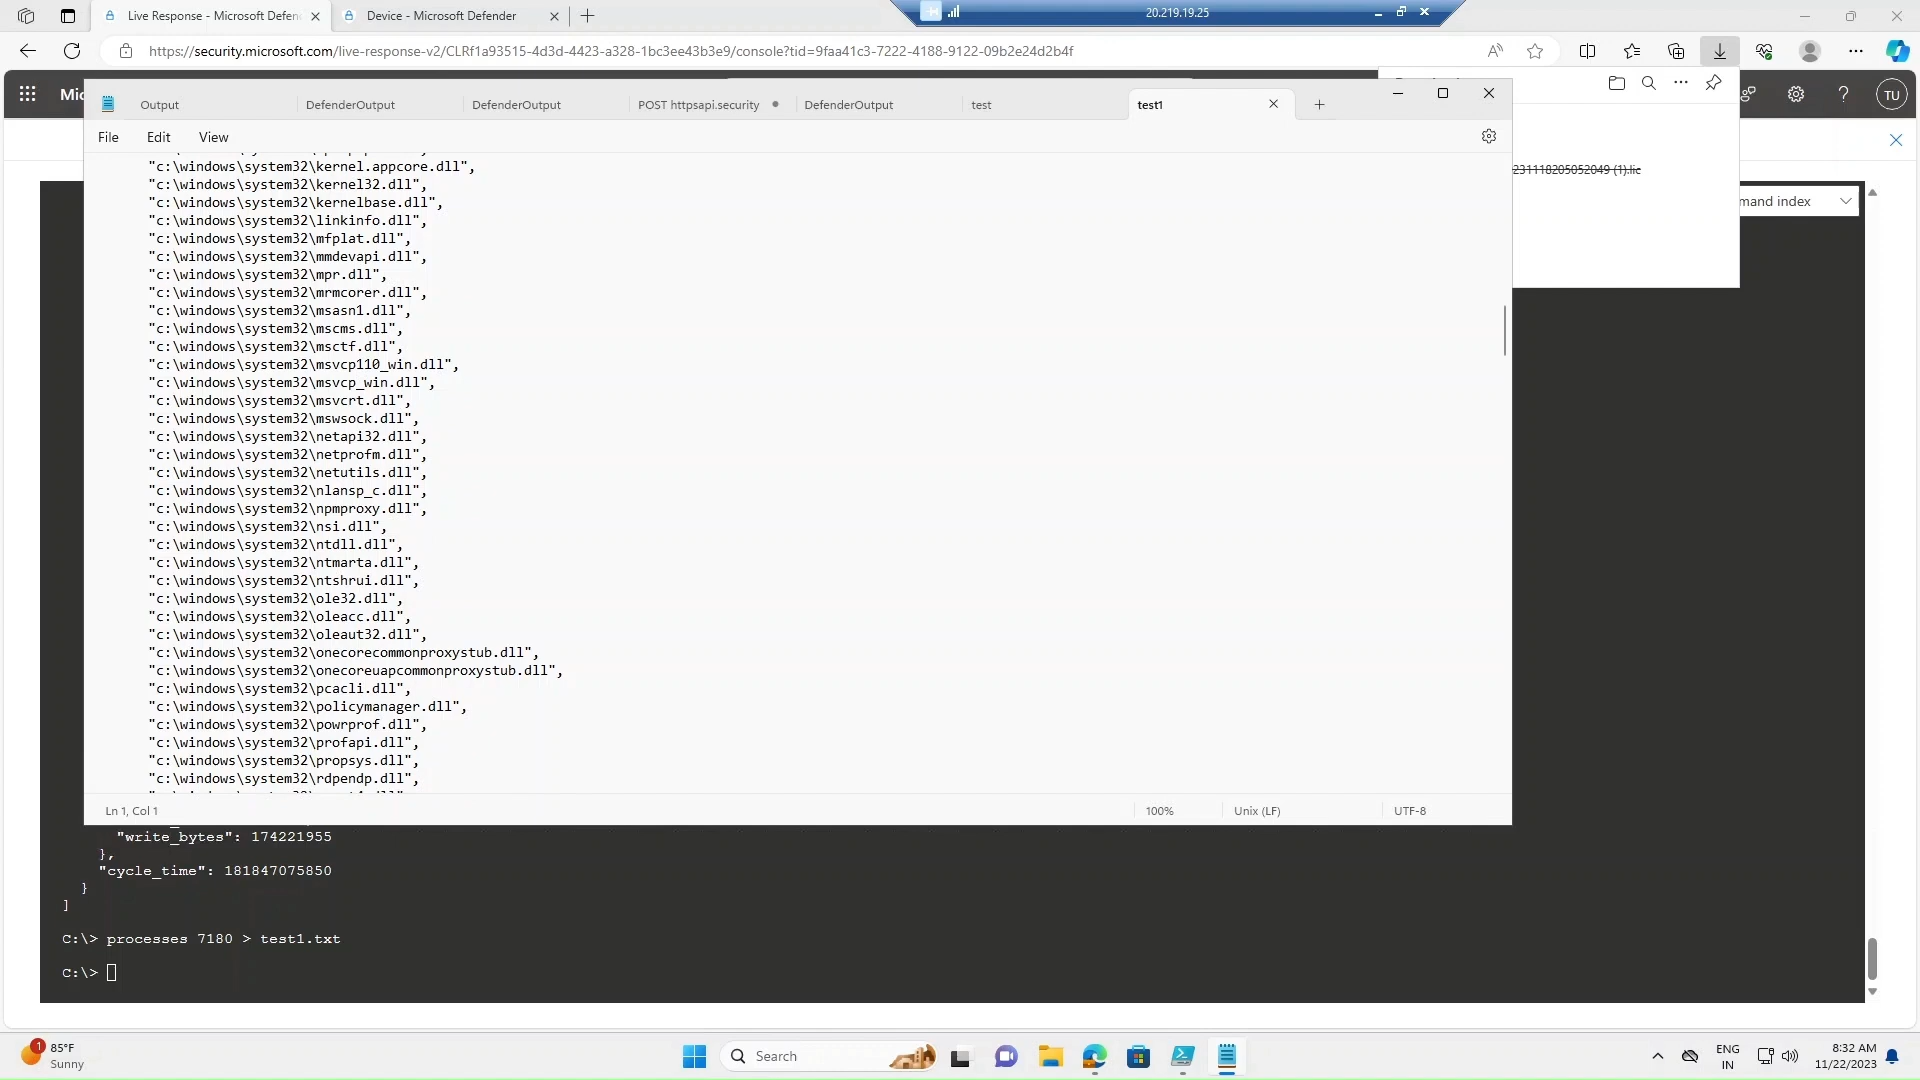 Live Response - Microsoft Defen
Device - Microsoft Defender
20.219.19.25
https://security.microsoft.com/live-response-v2/CLRf1a93515-4d3d-4423-a328-1bc3ee43b3e9/console?tid=9faa41c3-7222-4188-9122-09b2e24d2b4f
Mic
TU
Output
DefenderOutput
DefenderOutput
POST httpsapi.security
DefenderOutput
test
test1
File
Edit
View
231118205052049 (1).lic
mand index
"c:\windows\system32\kernel.appcore.dll",
"c:\windows\system32\kernel32.dll",
"c:\windows\system32\kernelbase.dll",
"c:\windows\system32\linkinfo.dll",
"c:\windows\system32\mfplat.dll",
"c:\windows\system32\mmdevapi.dll",
"c:\windows\system32\mpr.dll",
"c:\windows\system32\mrmcorer.dll",
"c:\windows\system32\msasn1.dll",
"c:\windows\system32\mscms.dll",
"c:\windows\system32\msctf.dll",
"c:\windows\system32\msvcp110_win.dll",
"c:\windows\system32\msvcp_win.dll",
"c:\windows\system32\msvcrt.dll",
"c:\windows\system32\mswsock.dll",
"c:\windows\system32\netapi32.dll",
"c:\windows\system32\netprofm.dll",
"c:\windows\system32\netutils.dll",
"c:\windows\system32\nlansp_c.dll",
"c:\windows\system32\npmproxy.dll",
"c:\windows\system32\nsi.dll",
"c:\windows\system32\ntdll.dll",
"c:\windows\system32\ntmarta.dll",
"c:\windows\system32\ntshrui.dll",
"c:\windows\system32\ole32.dll",
"c:\windows\system32\oleacc.dll",
"c:\windows\system32\oleaut32.dll",
"c:\windows\system32\onecorecommonproxystub.dll",
"c:\windows\system32\onecoreuapcommonproxystub.dll",
"c:\windows\system32\pcacli.dll",
"c:\windows\system32\policymanager.dll",
"c:\windows\system32\powrprof.dll",
"c:\windows\system32\profapi.dll",
"c:\windows\system32\propsys.dll",
"c:\windows\system32\rdpendp.dll",
Ln 1, Col 1
100%
Unix (LF)
UTF-8
"write_bytes": 174221955
},
"cycle_time": 181847075850
}
]
C:\> processes 7180 > test1.txt
C:\>
1
85°F
Sunny
Search
ENG
IN
8:32 AM
11/22/2023